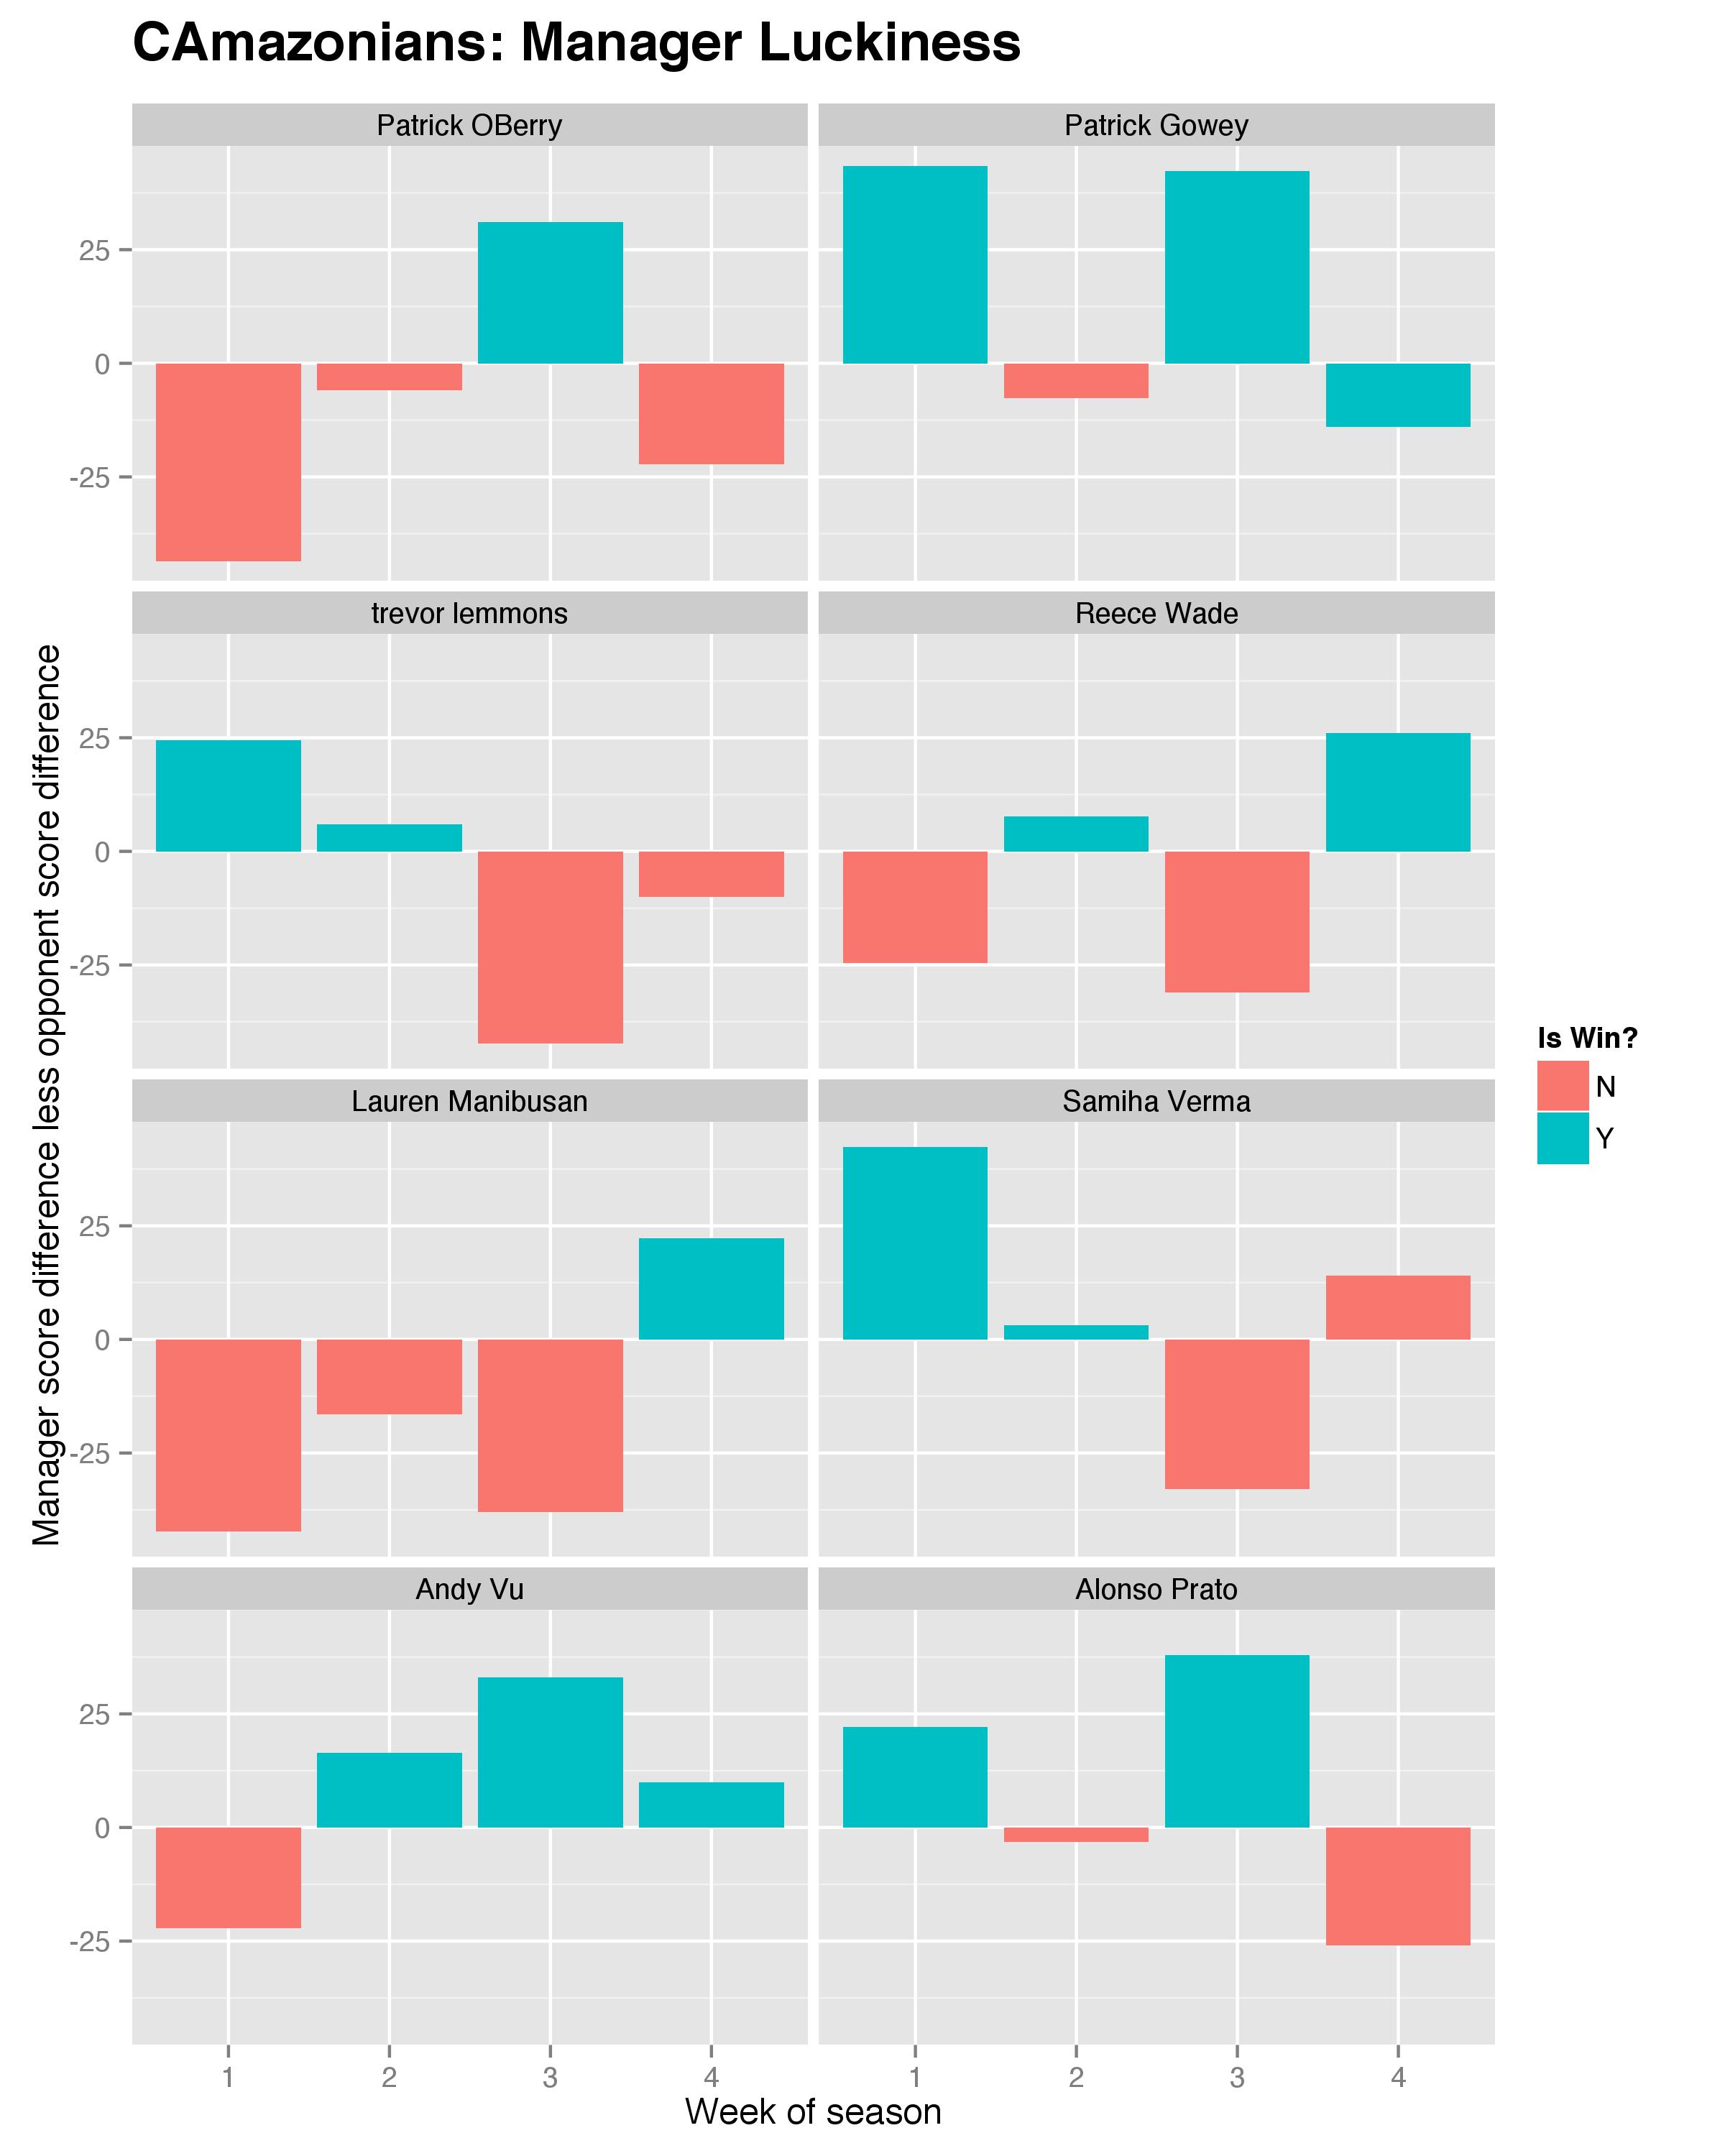 CAmazonians: Manager Luckiness
Patrick OBerry
Patrick Gowey
25
0
-25
trevor lemmons
Reece Wade
25
0
-25
Lauren Manibusan
Samiha Verma
25
0
-25
Andy Vu
Alonso Prato
25
0
-25
1 2 3 4
1 2 3 4
Week of season
Manager score difference less opponent score difference
Is Win?
N
Y